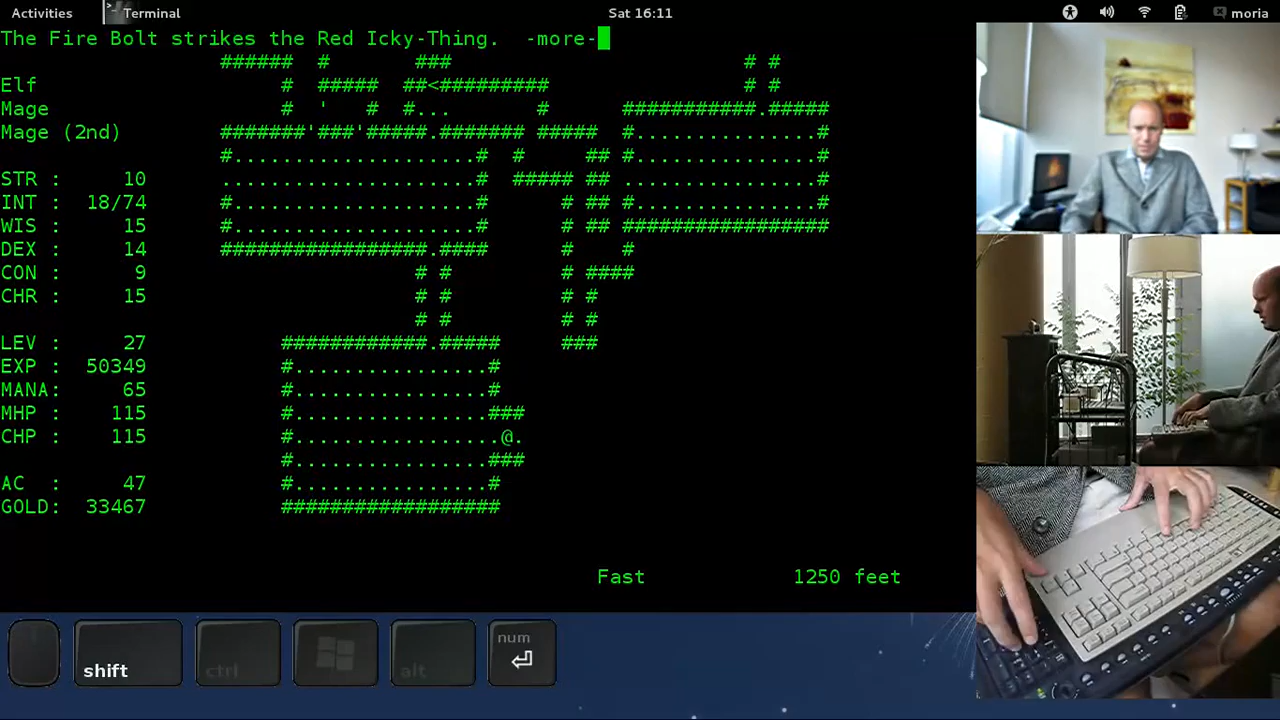 Activities Terminal Sat 16:11 moria
The Fire Bolt strikes the Red Icky-Thing. -more-
###### # ### # #
Elf # ##### ##<######### # #
Mage # ' # #... # ###########.#####
Mage (2nd) #######'###'#####.####### ##### #...............#
#....................# # ## #...............#
STR : 10 .....................# ##### ## ................#
INT : 18/74 #....................# # ## #...............#
WIS : 15 #....................# # ## #################
DEX : 14 #################.#### # #
CON : 9 # # # ####
CHR : 15 # # # #
# # # #
LEV : 27 ############.##### ###
EXP : 50349 #................#
MANA: 65 #................#
MHP : 115 #................###
CHP : 115 #.................@.
#................###
AC : 47 #................#
GOLD: 33467 ##################
Fast 1250 feet
shift ctrl alt num